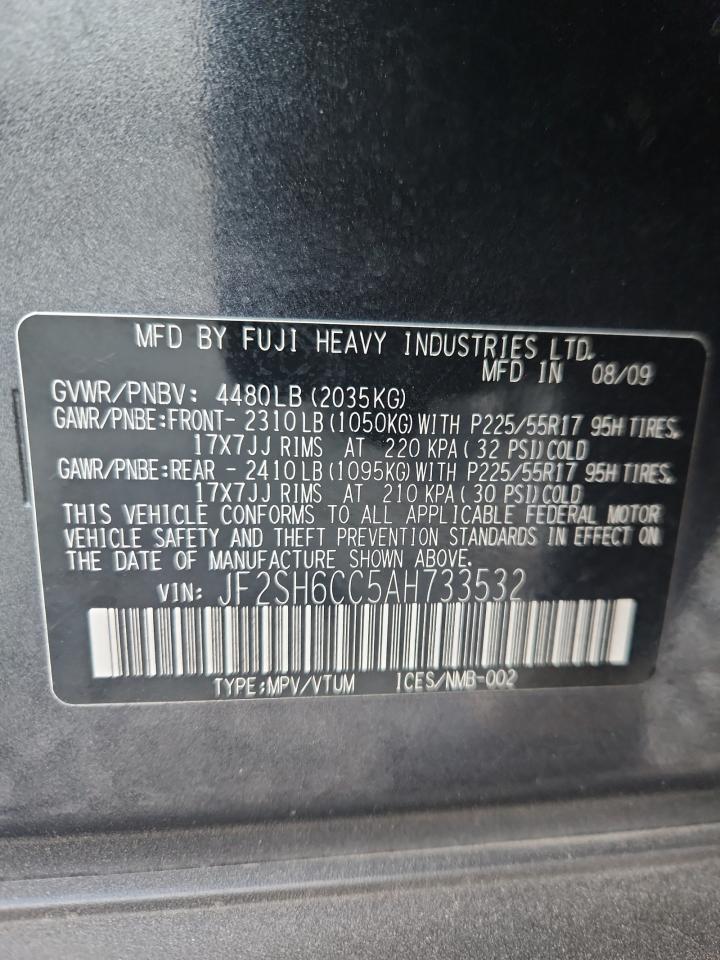 MFD BY FUJI HEAVY INDUSTRIES LTD.
MFD IN 08/09
GVWR/PNBV: 4480LB(2035KG)
GAWR/PNBE:FRONT-2310LB(1050KG)WITH P225/55R17 95H TIRES,
17X7JJ RIMS AT 220 KPA(32 PSI)COLD
GAWR/PNBE:REAR -2410LB(1095KG)WITH P225/55R17 95H TIRES,
17X7JJ RIMS AT 210 KPA(30 PSI)COLD
THIS VEHICLE CONFORMS TO ALL APPLICABLE FEDERAL MOTOR
VEHICLE SAFETY AND THEFT PREVENTION STANDARDS IN EFFECT ON
THE DATE OF MANUFACTURE SHOWN ABOVE.
VIN: JF2SH6CC5AH733532
TYPE:MPV/VTUM ICES/NMB-002